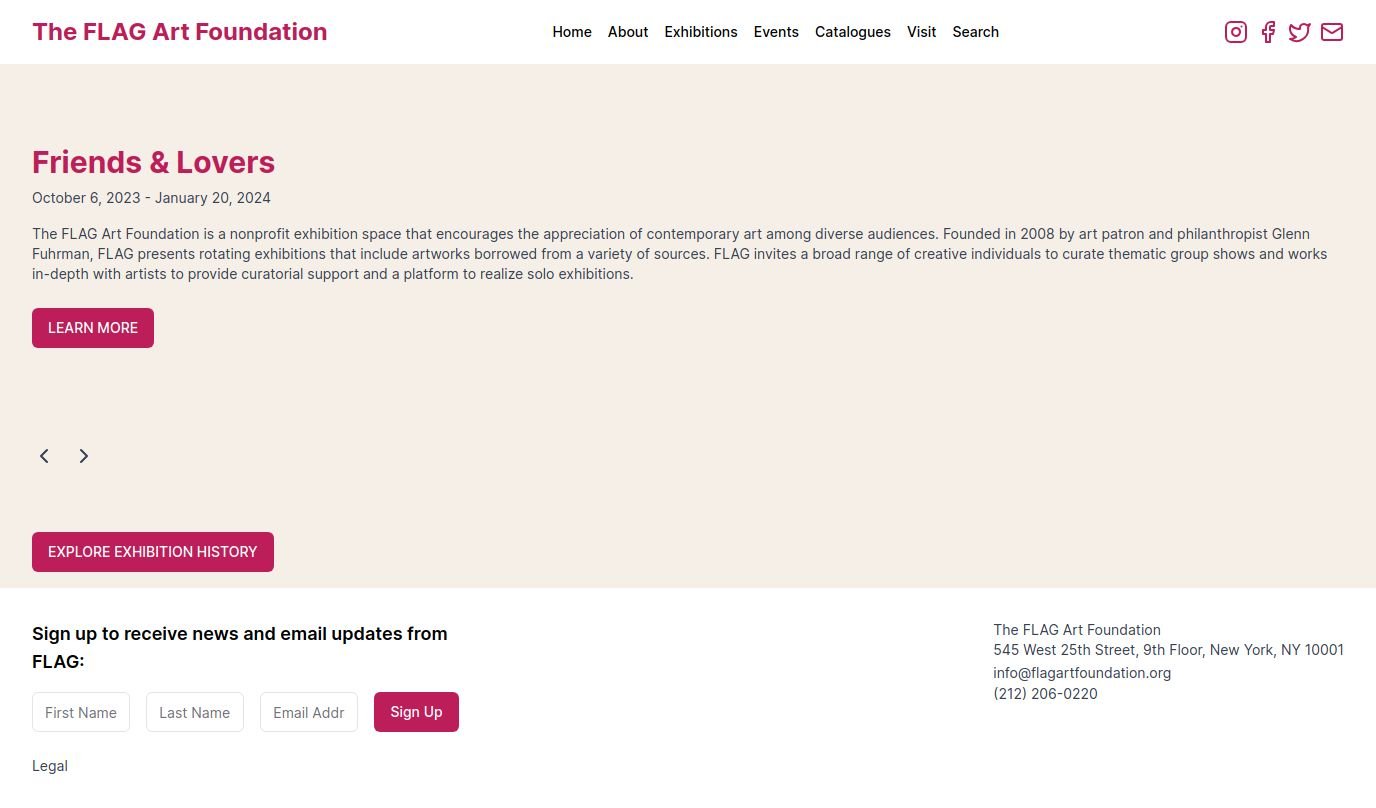 The FLAG Art Foundation
Home About Exhibitions Events Catalogues Visit Search
Friends & Lovers
October 6, 2023 - January 20, 2024
The FLAG Art Foundation is a nonprofit exhibition space that encourages the appreciation of contemporary art among diverse audiences. Founded in 2008 by art patron and philanthropist Glenn
Fuhrman, FLAG presents rotating exhibitions that include artworks borrowed from a variety of sources. FLAG invites a broad range of creative individuals to curate thematic group shows and works
in-depth with artists to provide curatorial support and a platform to realize solo exhibitions.
LEARN MORE
EXPLORE EXHIBITION HISTORY
Sign up to receive news and email updates from
FLAG:
First Name Last Name Email Addr Sign Up
Legal
The FLAG Art Foundation
545 West 25th Street, 9th Floor, New York, NY 10001
info@flagartfoundation.org
(212) 206-0220